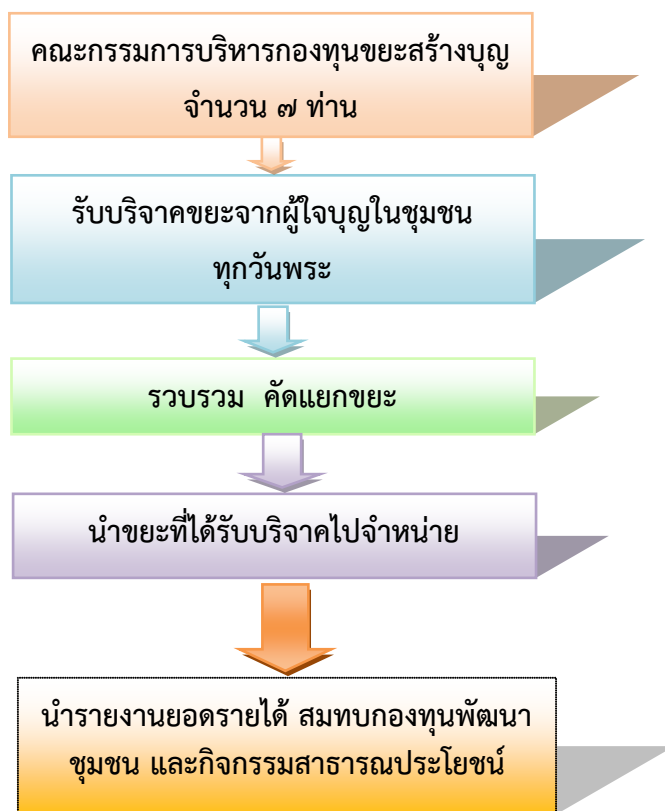 คณะกรรมการบริหารกองทุนขยะสร้างบุญ
จำนวน ๗ ท่าน
รับบริจาคขยะจากผู้ใจบุญในชุมชน
ทุกวันพระ
รวบรวม คัดแยกขยะ
นำขยะที่ได้รับบริจาคไปจำหน่าย
นำรายงานยอดรายได้ สมทบกองทุนพัฒนา
ชุมชน และกิจกรรมสาธารณประโยชน์